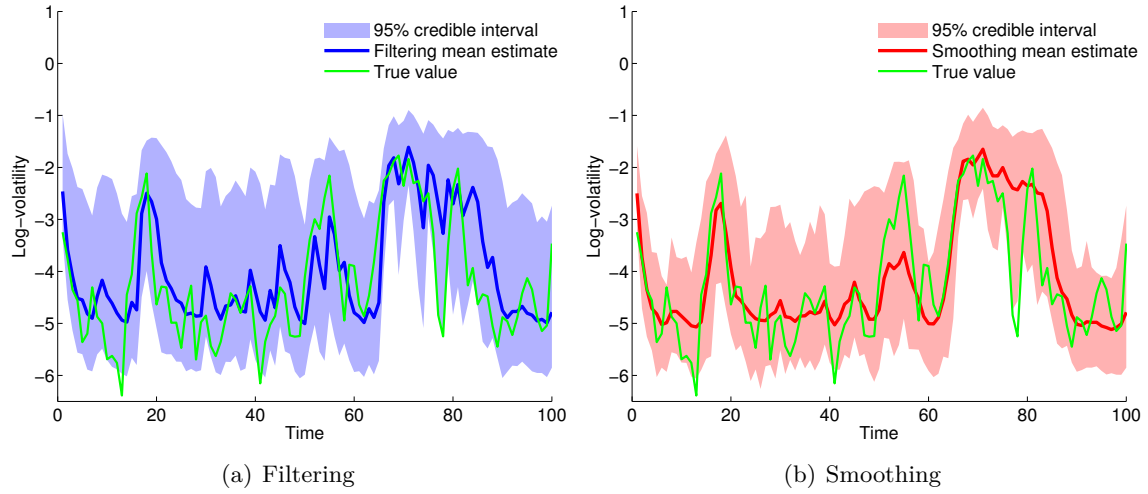 95% credible interval
Filtering mean estimate
True value
1
0
−1
−2
−3
−4
−5
−6
Log−volatility
0
20
40
60
80
100
Time
(a) Filtering
95% credible interval
Smoothing mean estimate
True value
1
0
−1
−2
−3
−4
−5
−6
Log−volatility
0
20
40
60
80
100
Time
(b) Smoothing